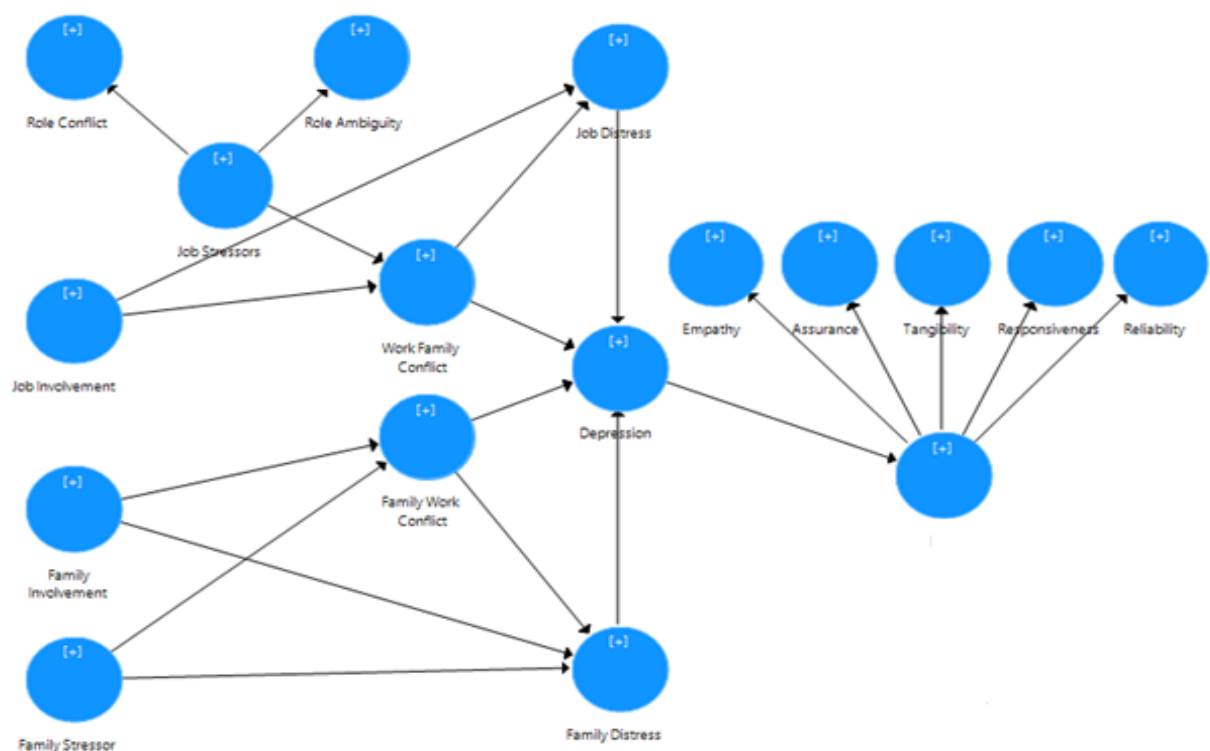 [+]
[+]
[+]
Role Conflict
Role Ambiguity
Job Distress
[+]
Job Stressors
[+]
[+]
[+]
[+]
[+]
[+]
[+]
Empathy
Assurance
Tangibility
Responsiveness
Reliability
Work Family
Conflict
Job Involvement
[+]
Depression
[+]
[+]
[+]
Family Work
Conflict
Family
Involvement
[+]
[+]
Family Stressor
Family Distress